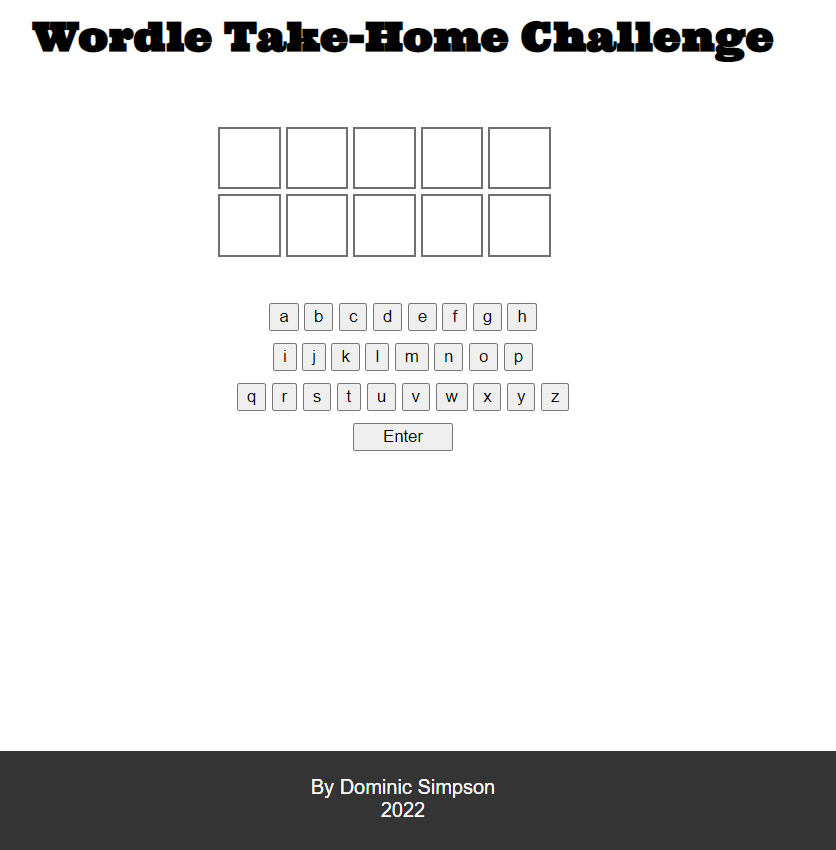 Wordle Take-Home Challenge
a b c d e f g h
i j k l m n o p
q r s t u v w x y z
Enter
By Dominic Simpson
2022